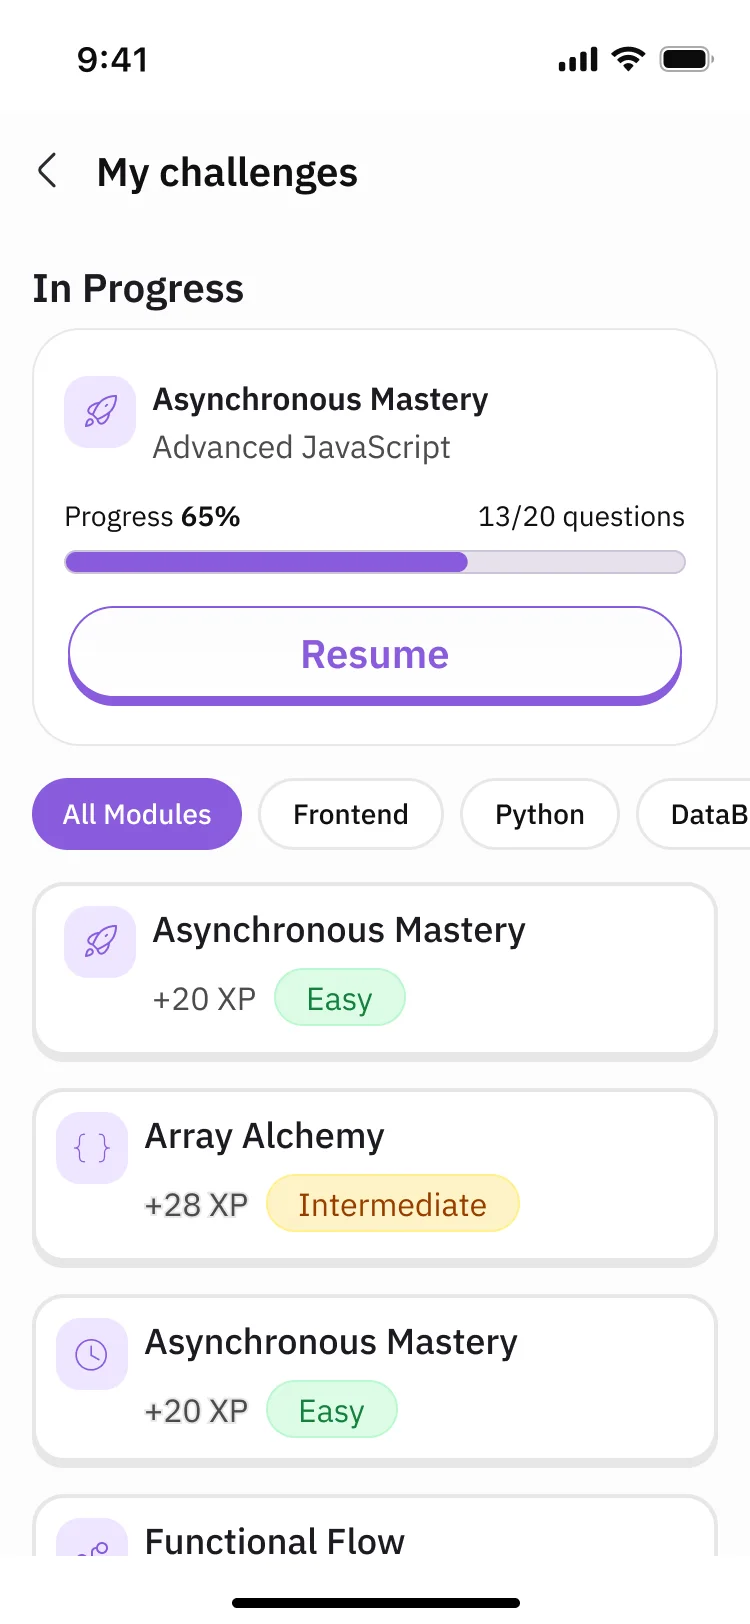 9:41
My challenges
In Progress
Asynchronous Mastery
Advanced JavaScript
Progress 65% 13/20 questions
Resume
All Modules Frontend Python DataB
Asynchronous Mastery
+20 XP Easy
{ } Array Alchemy
+28 XP Intermediate
Asynchronous Mastery
+20 XP Easy
Functional Flow